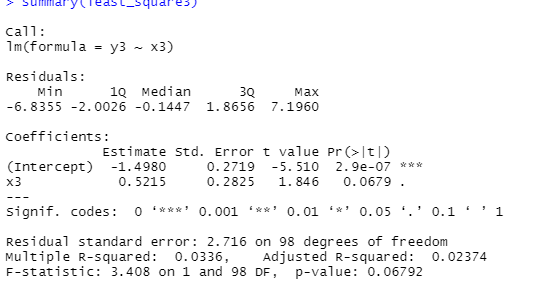 > summary(least_square3)
Call:
lm(formula = y3 ~ x3)
Residuals:
Min 1Q Median 3Q Max
-6.8355 -2.0026 -0.1447 1.8656 7.1960
Coefficients:
Estimate Std. Error t value Pr(>|t|)
(Intercept) -1.4980 0.2719 -5.510 2.9e-07 ***
x3 0.5215 0.2825 1.846 0.0679 .
---
Signif. codes: 0 ‘***’ 0.001 ‘**’ 0.01 ‘*’ 0.05 ‘.’ 0.1 ‘ ’ 1
Residual standard error: 2.716 on 98 degrees of freedom
Multiple R-squared: 0.0336, Adjusted R-squared: 0.02374
F-statistic: 3.408 on 1 and 98 DF, p-value: 0.06792